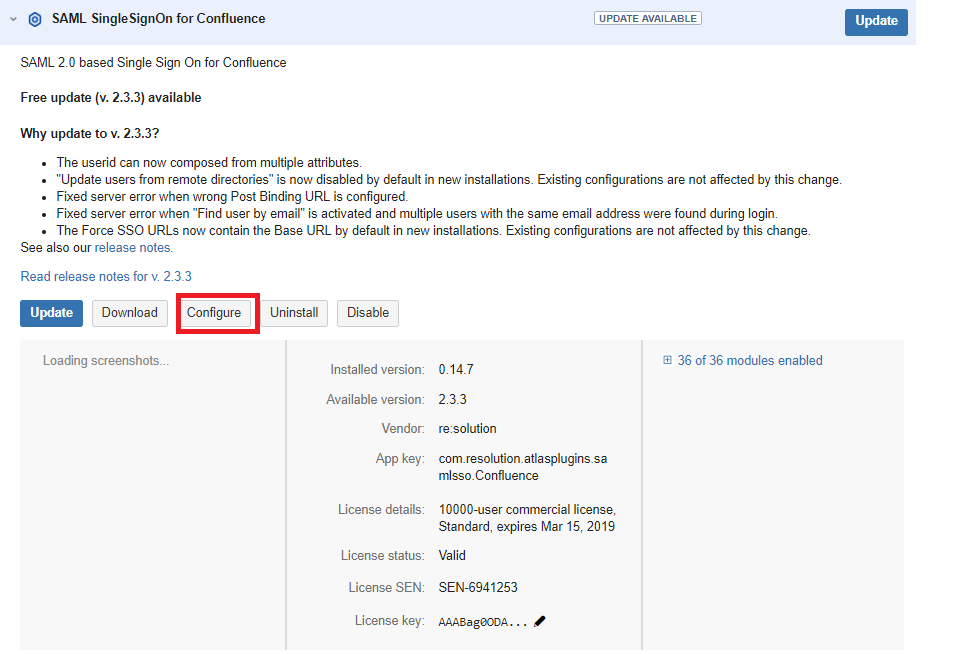 SAML SingleSignOn for Confluence
UPDATE AVAILABLE
Update
SAML 2.0 based Single Sign On for Confluence
Free update (v. 2.3.3) available
Why update to v. 2.3.3?
The userid can now composed from multiple attributes.
"Update users from remote directories" is now disabled by default in new installations. Existing configurations are not affected by this change.
Fixed server error when wrong Post Binding URL is configured.
Fixed server error when "Find user by email" is activated and multiple users with the same email address were found during login.
The Force SSO URLs now contain the Base URL by default in new installations. Existing configurations are not affected by this change.
See also our release notes.
Read release notes for v. 2.3.3
Update Download Configure Uninstall Disable
Loading screenshots...
Installed version: 0.14.7
Available version: 2.3.3
Vendor: re:solution
App key: com.resolution.atlasplugins.sa
mlsso.Confluence
License details: 10000-user commercial license,
Standard, expires Mar 15, 2019
License status: Valid
License SEN: SEN-6941253
License key: AAABag0ODA...
36 of 36 modules enabled